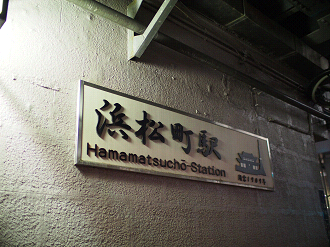 浜松町駅
Hamamatsuchō Station